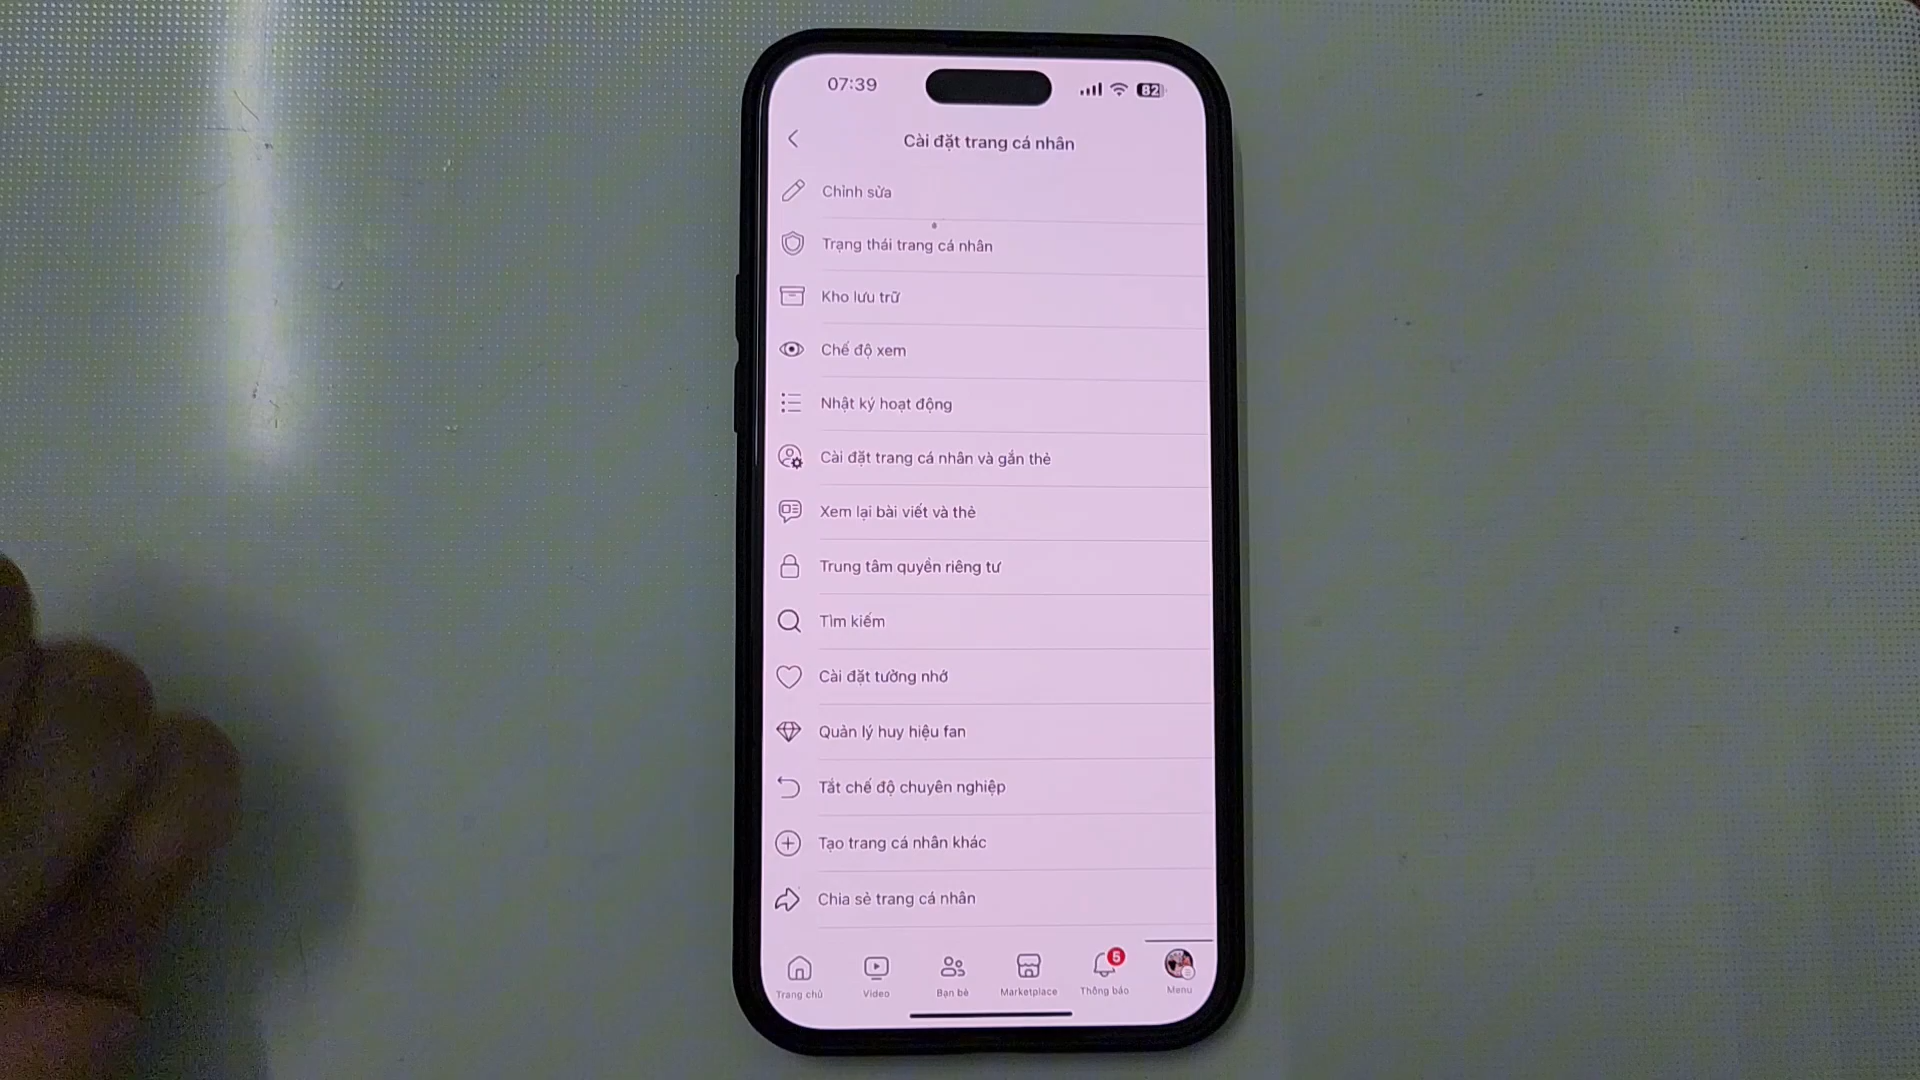 07:39
82
Cài đặt trang cá nhân
Chỉnh sửa
Trạng thái trang cá nhân
Kho lưu trữ
Chế độ xem
Nhật ký hoạt động
Cài đặt trang cá nhân và gắn thẻ
Xem lại bài viết và thẻ
Trung tâm quyền riêng tư
Tìm kiếm
Cài đặt tường nhớ
Quản lý huy hiệu fan
Tắt chế độ chuyên nghiệp
Tạo trang cá nhân khác
Chia sẻ trang cá nhân
5
Trang chủ Video Bạn bè Marketplace Thông báo Menu